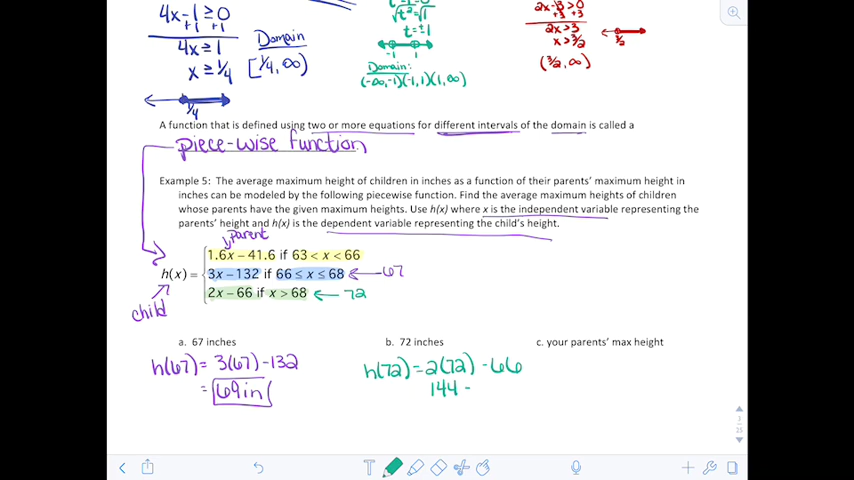 4x-1≥0
+1 +1
4x≥1
x≥1/4
Domain
[1/4,∞)
1/4
√t²=√1
t=±1
-1 1
Domain:
(-∞,-1)(-1,1)(1,∞)
+3 +3
2x>3
x>3/2
3/2
(3/2,∞)
A function that is defined using two or more equations for different intervals of the domain is called a
piece-wise function
Example 5: The average maximum height of children in inches as a function of their parents' maximum height in
inches can be modeled by the following piecewise function. Find the average maximum heights of children
whose parents have the given maximum heights. Use h(x) where x is the independent variable representing the
parents' height and h(x) is the dependent variable representing the child's height.
Parent
1.6x – 41.6 if 63 < x < 66
h(x) = 3x – 132 if 66 ≤ x ≤ 68 67
2x – 66 if x > 68 72
child
a. 67 inches b. 72 inches c. your parents' max height
h(67) = 3(67) - 132
= 69in
h(72) = 2(72) - 66
144 -